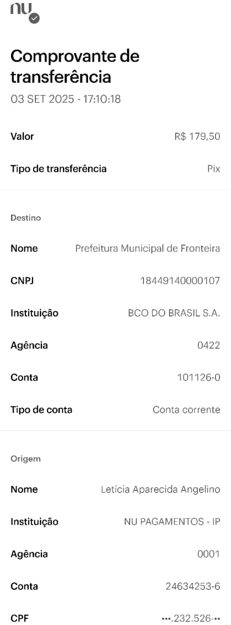 nu
Comprovante de
transferência
03 SET 2025 - 17:10:18
Valor R$ 179,50
Tipo de transferência Pix
Destino
Nome Prefeitura Municipal de Fronteira
CNPJ 18449140000107
Instituição BCO DO BRASIL S.A.
Agência 0422
Conta 101126-0
Tipo de conta Conta corrente
Origem
Nome Letícia Aparecida Angelino
Instituição NU PAGAMENTOS - IP
Agência 0001
Conta 24634253-6
CPF •••.232.526-••